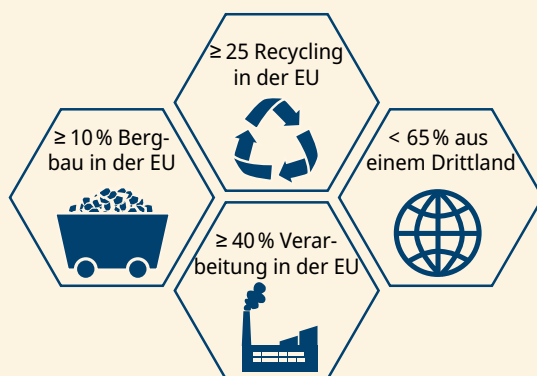 ≥ 25 Recycling
in der EU
≥ 10 % Berg-
bau in der EU
< 65 % aus
einem Drittland
≥ 40 % Verar-
beitung in der EU